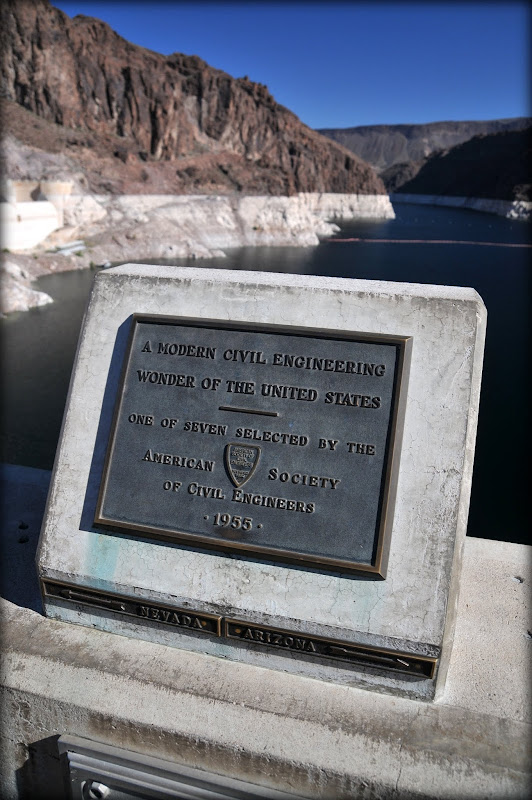 A MODERN CIVIL ENGINEERING
WONDER OF THE UNITED STATES
ONE OF SEVEN SELECTED BY THE
AMERICAN SOCIETY
OF CIVIL ENGINEERS
· 1955 ·
NEVADA ARIZONA